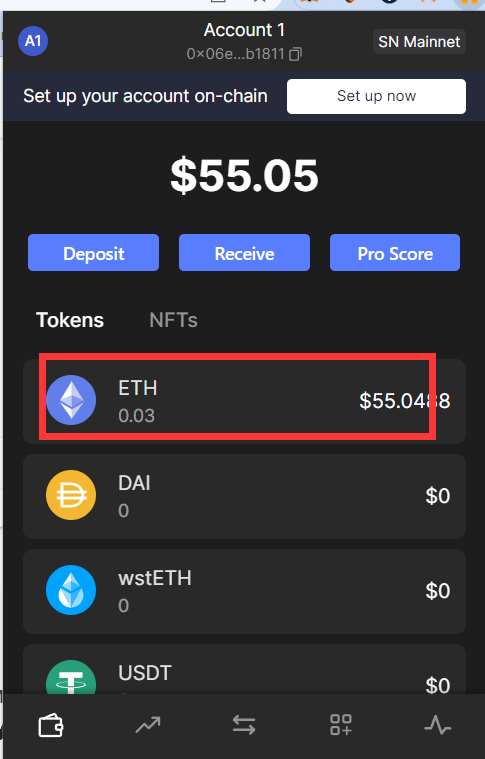 A1
Account 1
0×06e...b1811
SN Mainnet
Set up your account on-chain
Set up now
$55.05
Deposit
Receive
Pro Score
Tokens
NFTs
ETH
$55.0488
0.03
DAI
$0
0
wstETH
$0
0
USDT
$0